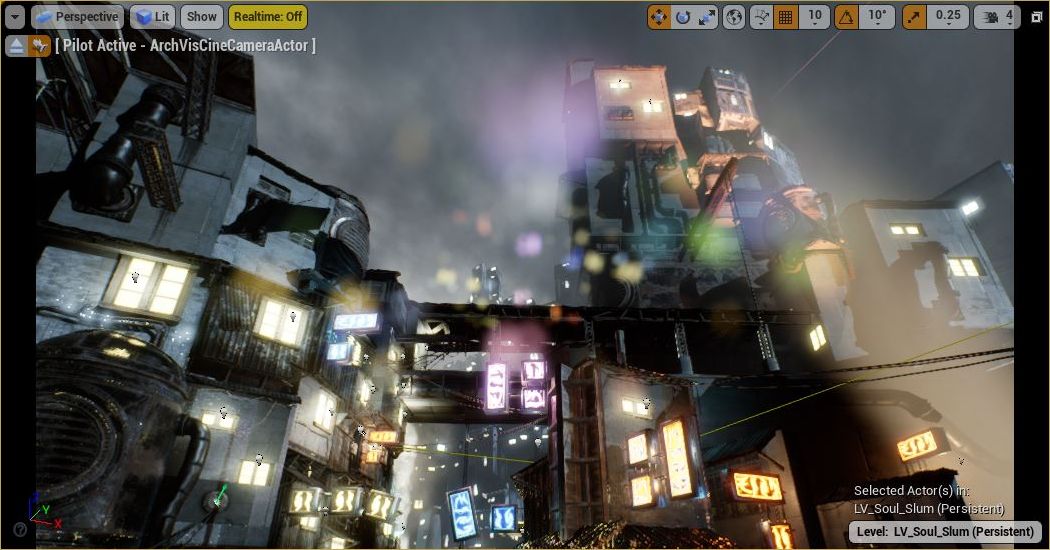 Perspective Lit Show Realtime: Off 10 10° 0.25 4
[ Pilot Active - ArchVisCineCameraActor ]
Selected Actor(s) in:
LV_Soul_Slum (Persistent)
Level: LV_Soul_Slum (Persistent)
Z
Y
X